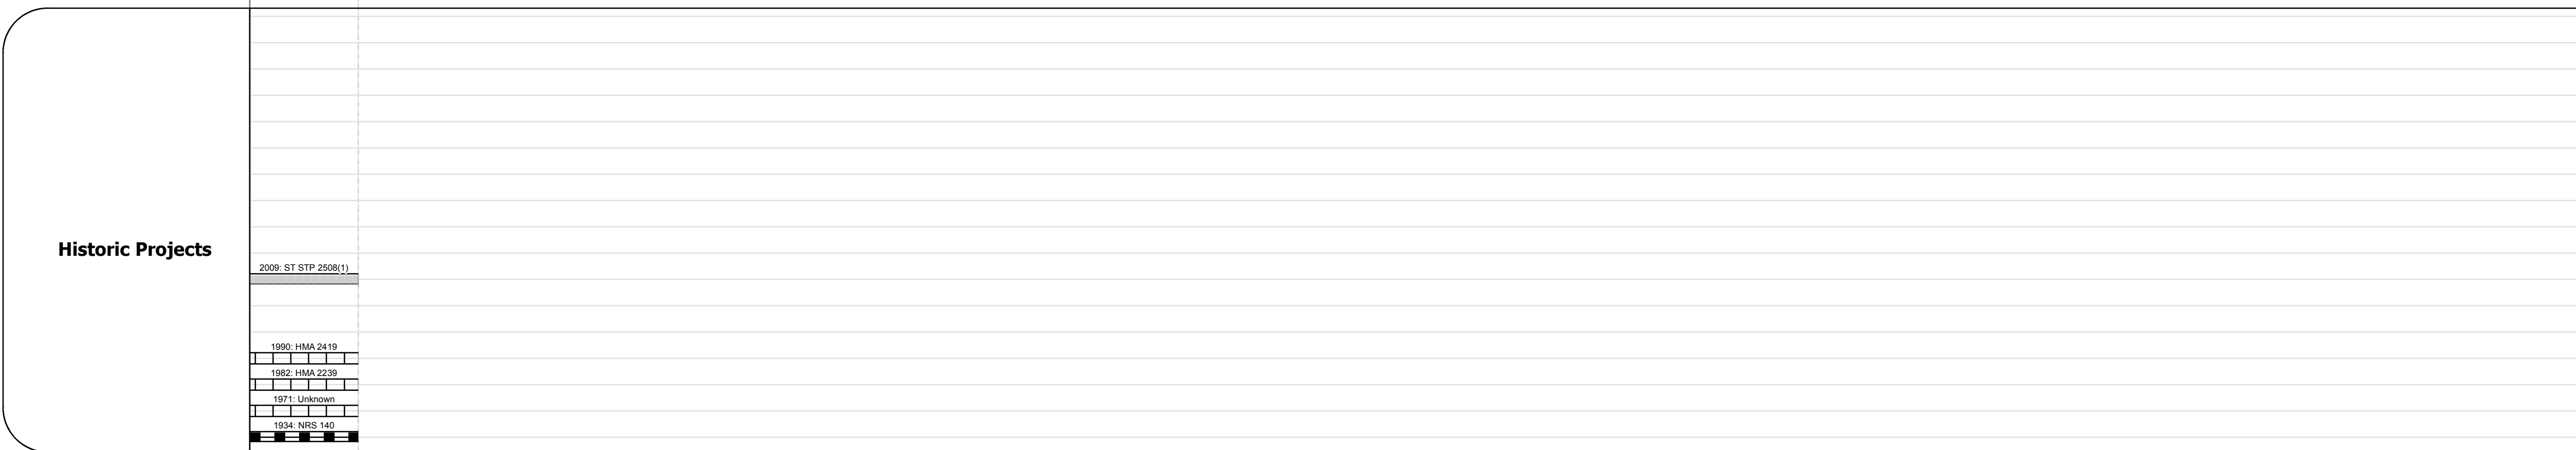 Historic Projects
2009: ST STP 2508(1)
1990: HMA 2419
1982: HMA 2239
1971: Unknown
1934: NRS 140